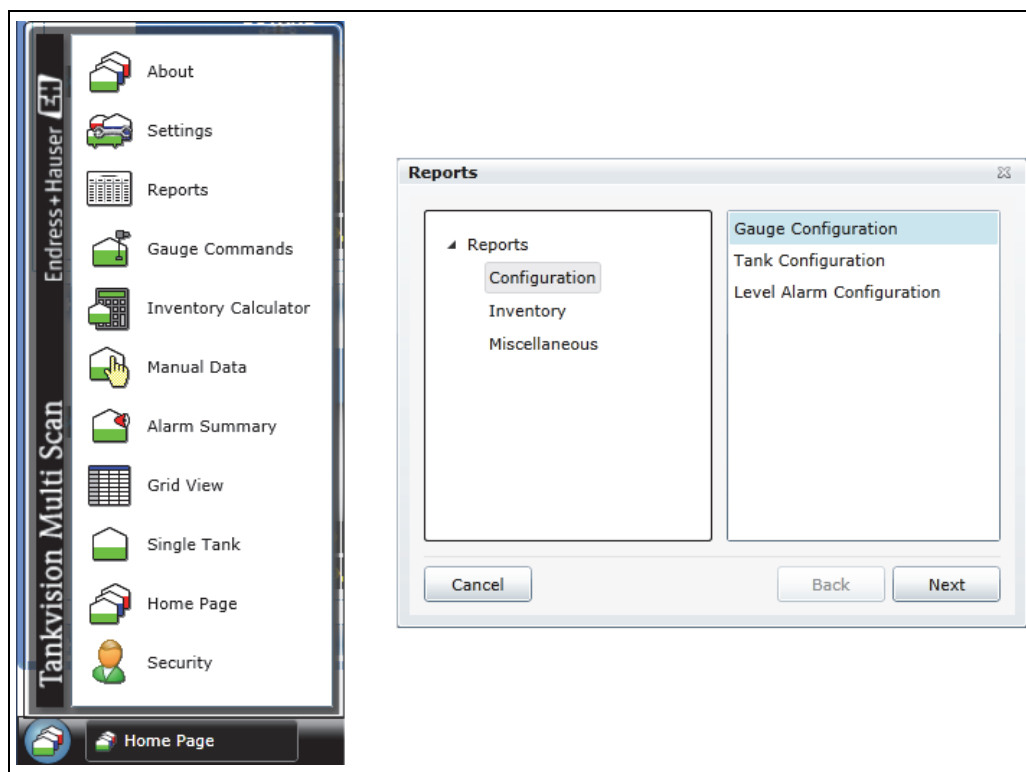 Endress+Hauser EH
Tankvision Multi Scan
About
Settings
Reports
Gauge Commands
Inventory Calculator
Manual Data
Alarm Summary
Grid View
Single Tank
Home Page
Security
Home Page
Reports
Reports
Configuration
Inventory
Miscellaneous
Gauge Configuration
Tank Configuration
Level Alarm Configuration
Cancel
Back
Next